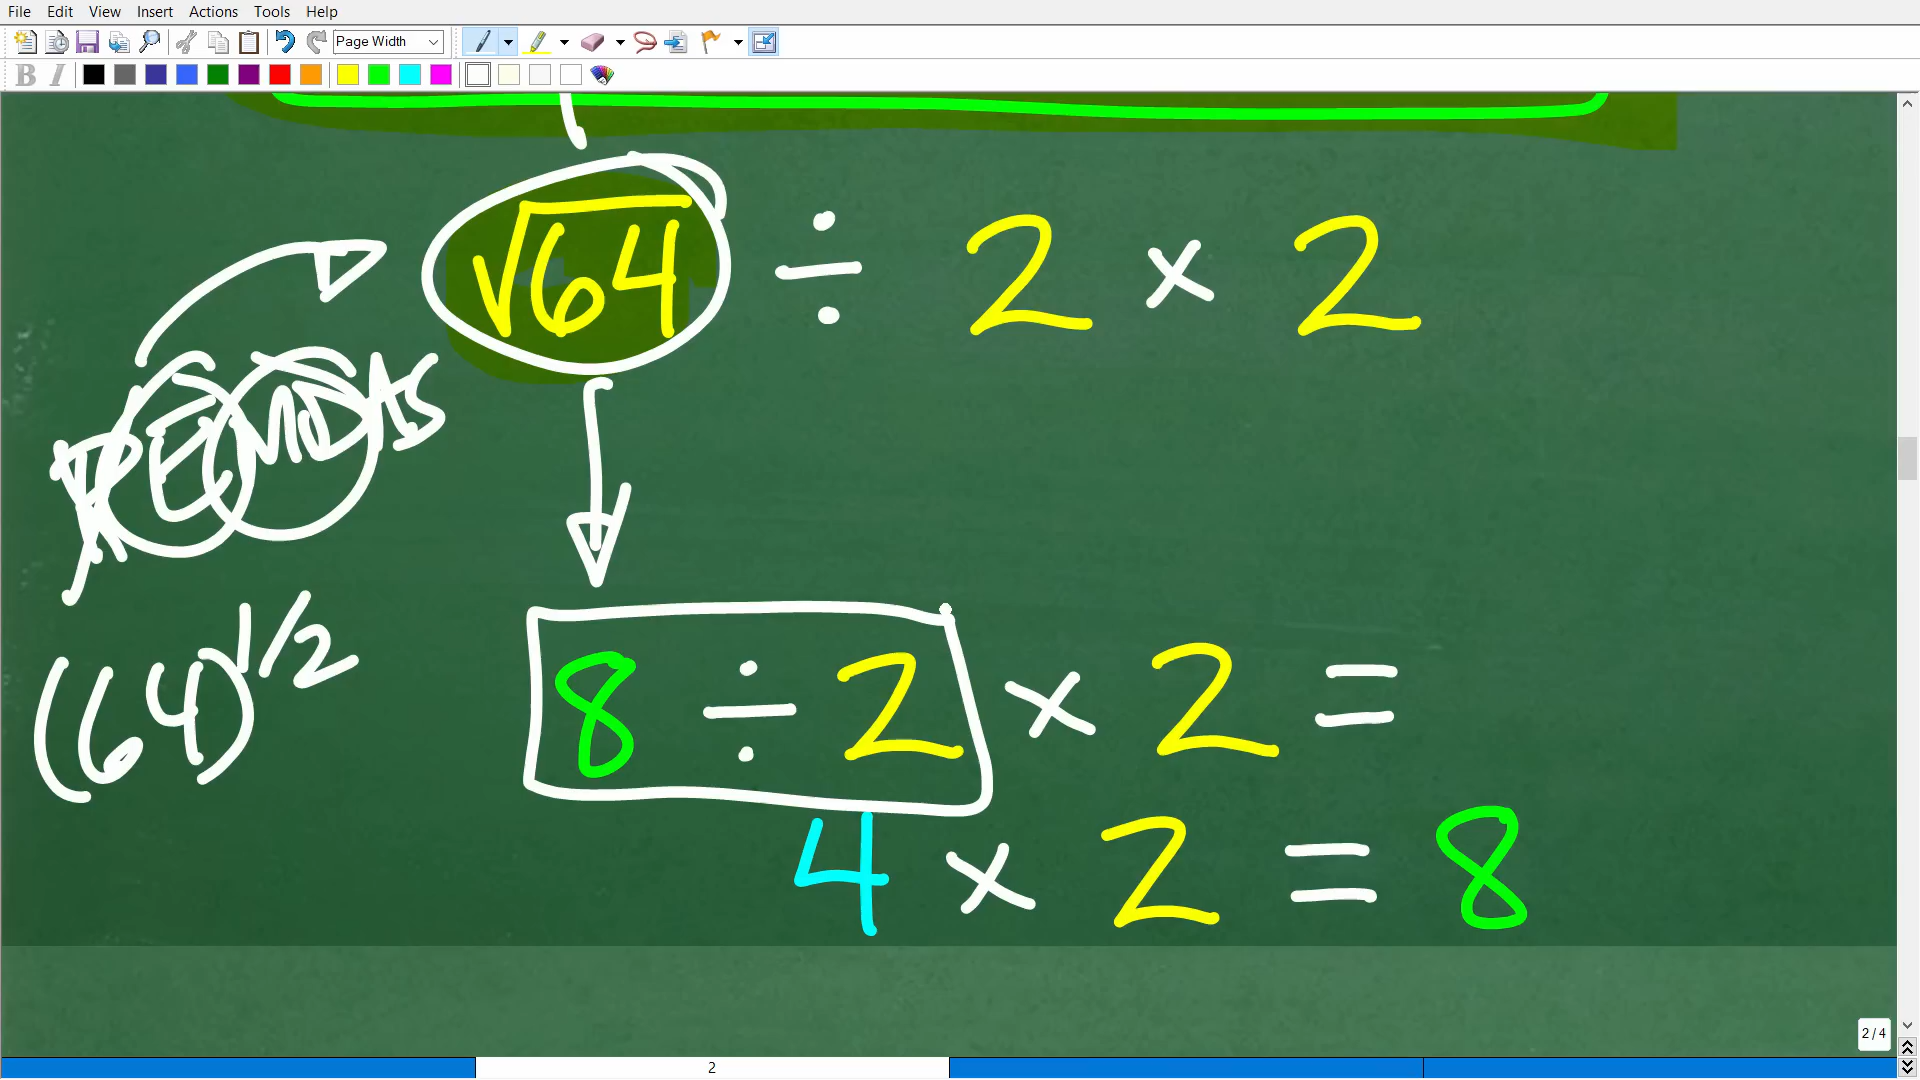 File Edit View Insert Actions Tools Help
Page Width
B I
√64 ÷ 2 × 2
PEMDAS
(64)^1/2
8 ÷ 2 × 2 =
4 × 2 = 8
2 / 4
2